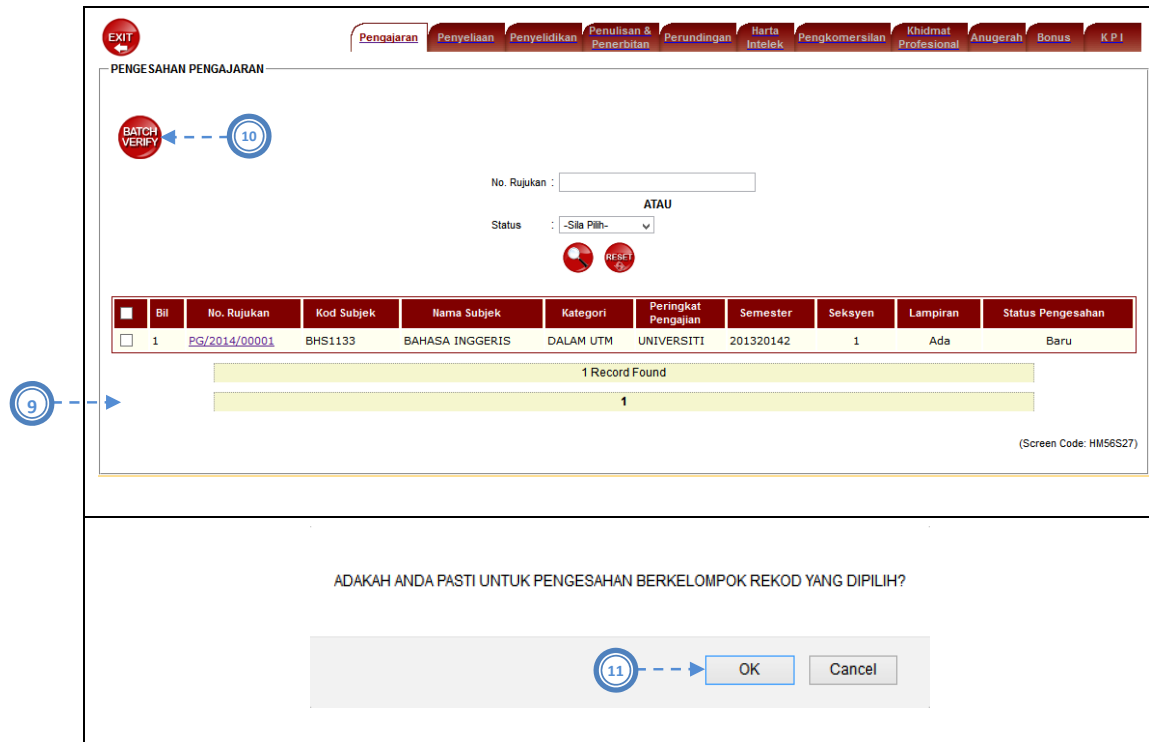 EXIT
Pengajaran Penyeliaan Penyelidikan Penulisan & Penerbitan Perundingan Harta Intelek Pengkomersilan Khidmat Profesional Anugerah Bonus K P I
PENGESAHAN PENGAJARAN
BATCH VERIFY
10
No. Rujukan :
ATAU
Status : -Sila Pilih-
RESET
Bil No. Rujukan Kod Subjek Nama Subjek Kategori Peringkat Pengajian Semester Seksyen Lampiran Status Pengesahan
1 PG/2014/00001 BHS1133 BAHASA INGGERIS DALAM UTM UNIVERSITI 201320142 1 Ada Baru
1 Record Found
9
1
(Screen Code: HM56S27)
ADAKAH ANDA PASTI UNTUK PENGESAHAN BERKELOMPOK REKOD YANG DIPILIH?
11
OK Cancel